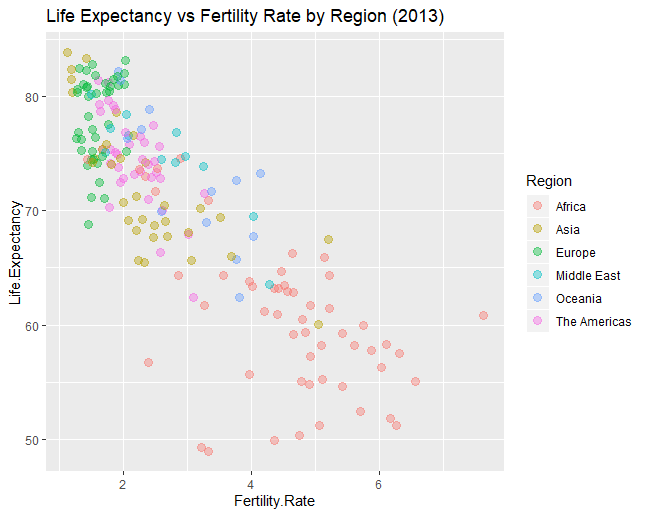 Life Expectancy vs Fertility Rate by Region (2013)
Life.Expectancy
80
70
60
50
2
4
6
Fertility.Rate
Region
Africa
Asia
Europe
Middle East
Oceania
The Americas